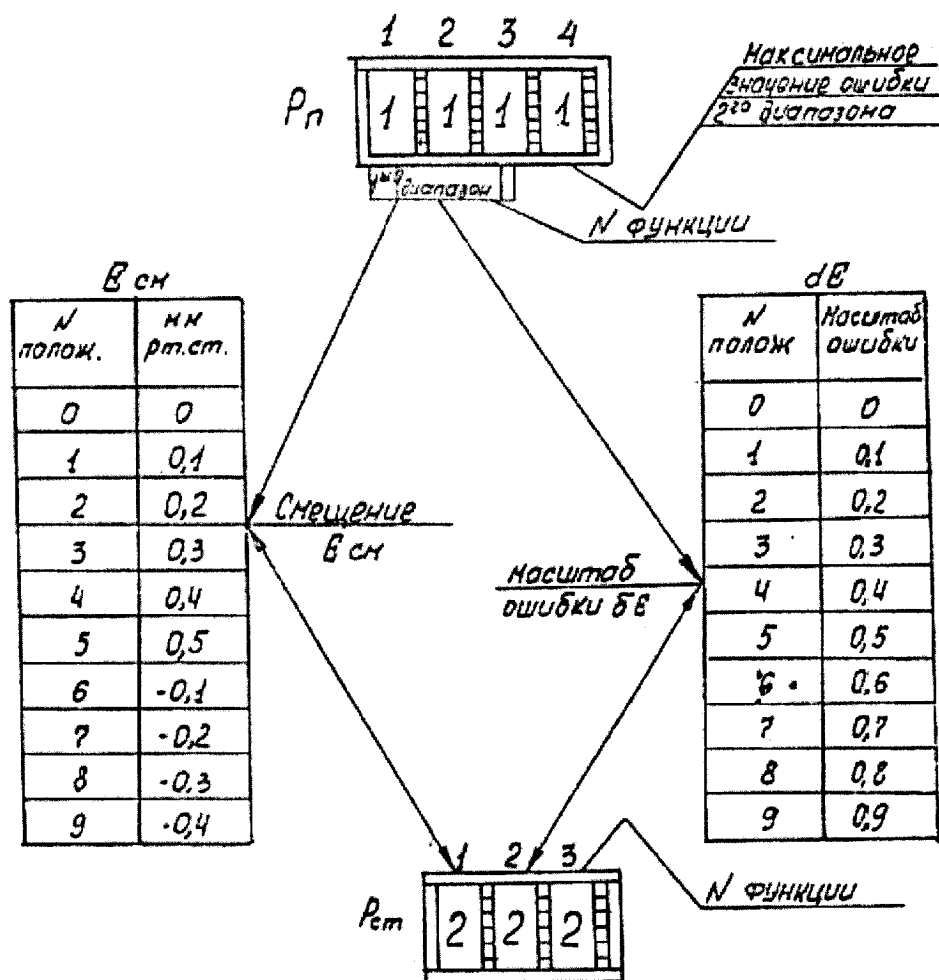 1 2 3 4
Рп
1 1 1 1
Максимальное
значение ошибки
2го диапазона
диапазон
N функции
E см
N
полож.
мм
рт.ст.
0 0
1 0,1
2 0,2
3 0,3
4 0,4
5 0,5
6 -0,1
7 -0,2
8 -0,3
9 -0,4
Смещение
E см
масштаб
ошибки δE
dE
N
полож
Масштаб
ошибки
0 0
1 0,1
2 0,2
3 0,3
4 0,4
5 0,5
6 0,6
7 0,7
8 0,8
9 0,9
1 2 3
Рст
2 2 2
N функции